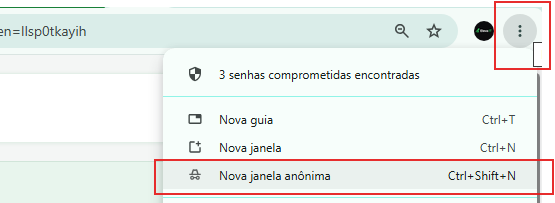 en=llsp0tkayih
3 senhas comprometidas encontradas
Nova guia Ctrl+T
Nova janela Ctrl+N
Nova janela anônima Ctrl+Shift+N